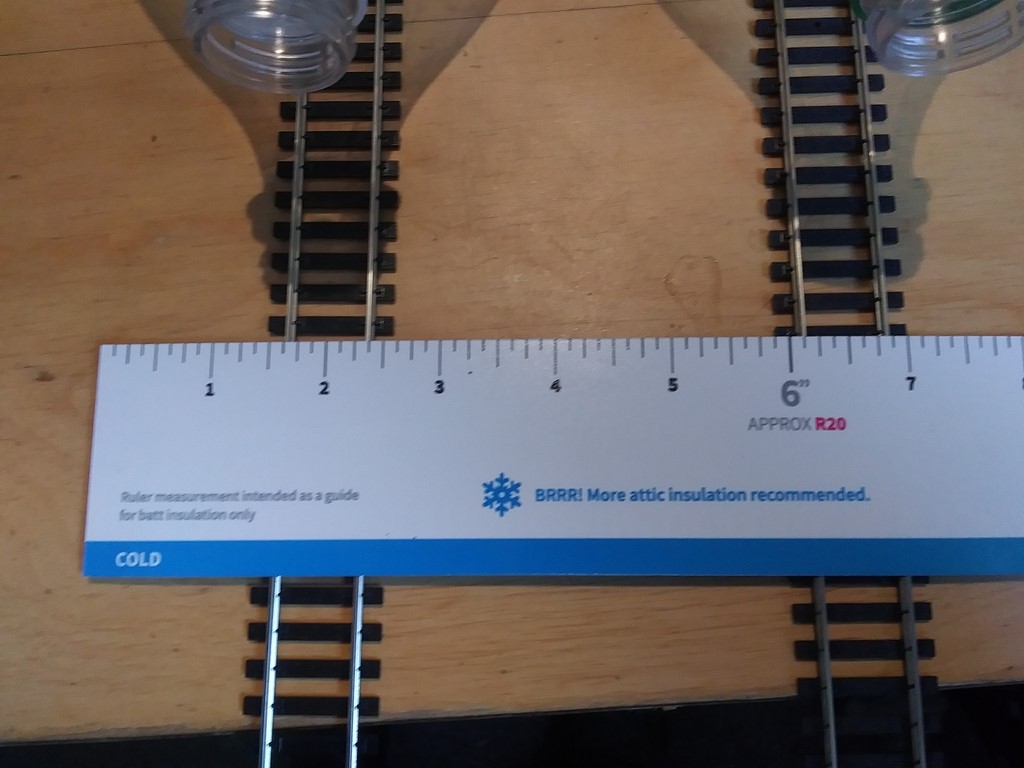 1 2 3 4 5 6" 7
APPROX R20
Ruler measurement intended as a guide
for batt insulation only
BRRR! More attic insulation recommended.
COLD